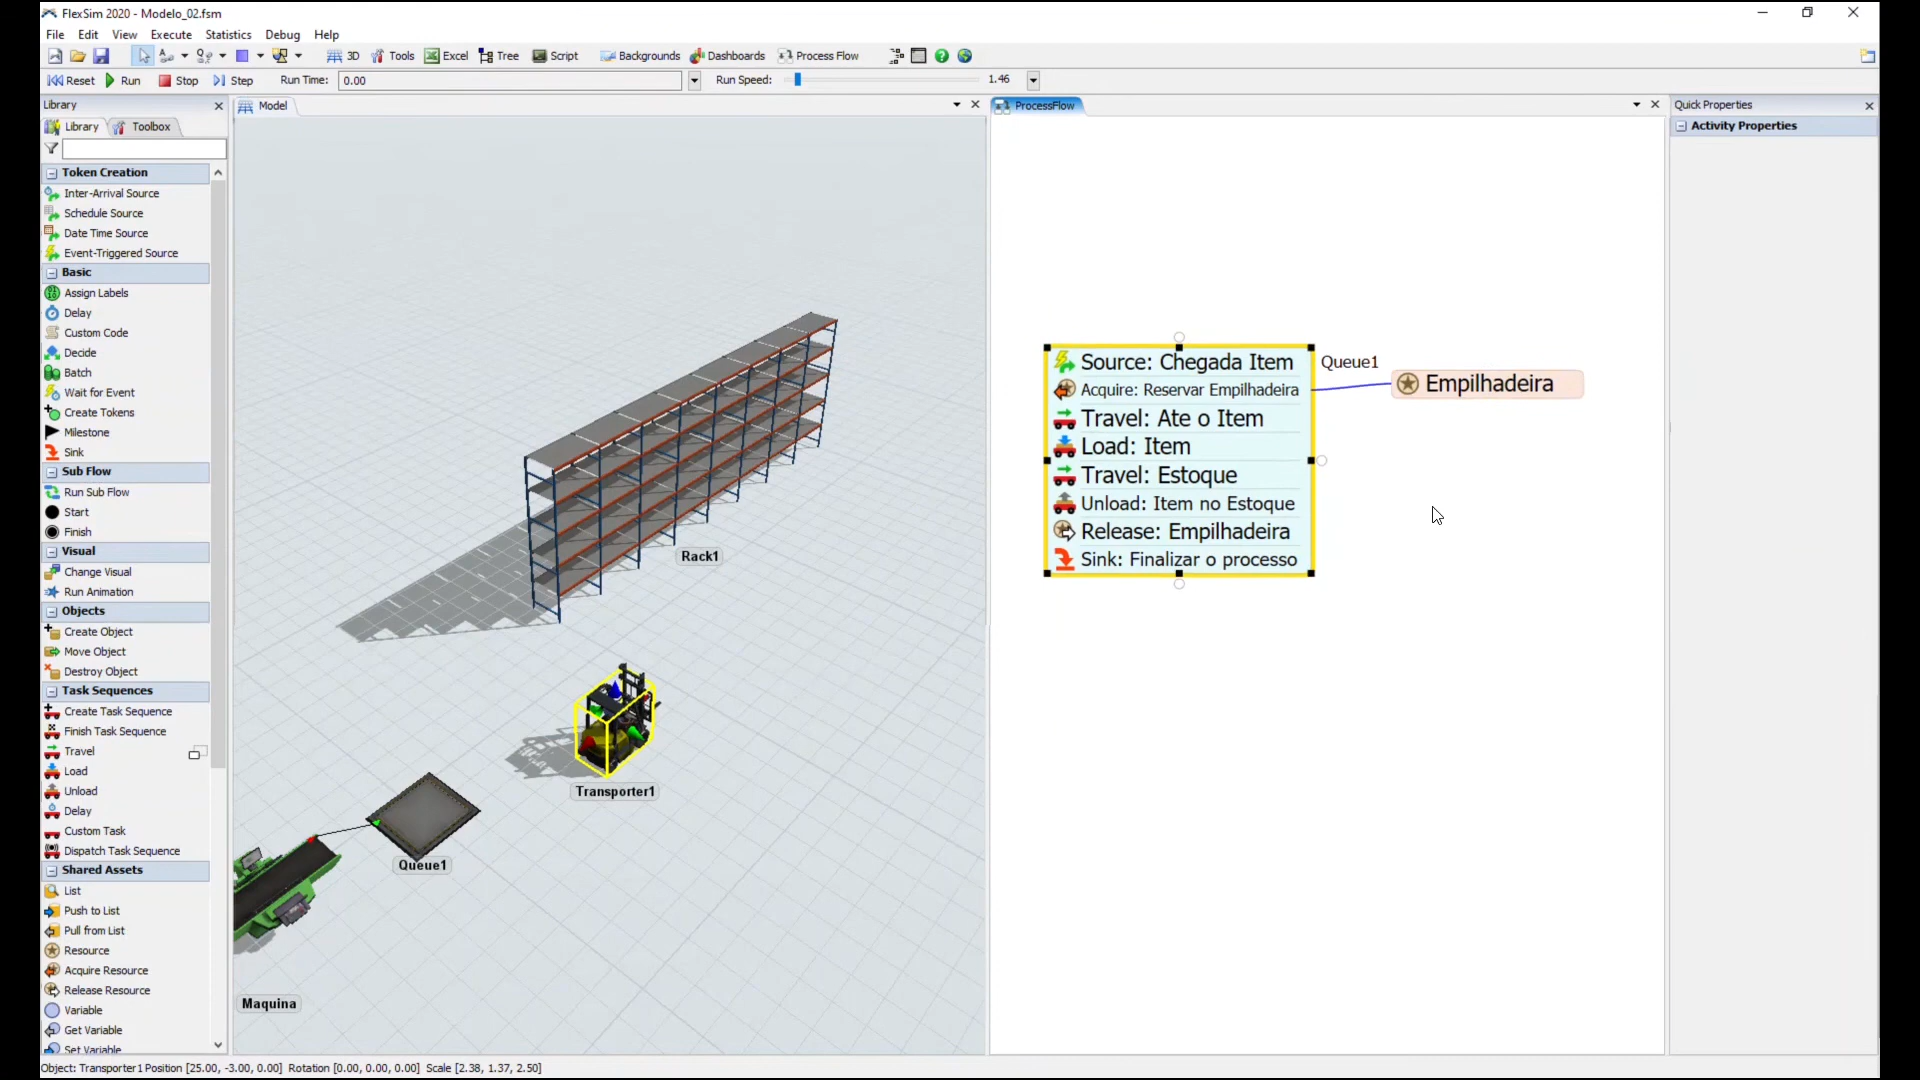 FlexSim 2020 - Modelo_02.fsm
File Edit View Execute Statistics Debug Help
3D Tools Excel Tree Script Backgrounds Dashboards Process Flow
Reset Run Stop Step Run Time: 0.00 Run Speed: 1.46
Library
Library Toolbox
Token Creation
Inter-Arrival Source
Schedule Source
Date Time Source
Event-Triggered Source
Basic
Assign Labels
Delay
Custom Code
Decide
Batch
Wait for Event
Create Tokens
Milestone
Sink
Sub Flow
Run Sub Flow
Start
Finish
Visual
Change Visual
Run Animation
Objects
Create Object
Move Object
Destroy Object
Task Sequences
Create Task Sequence
Finish Task Sequence
Travel
Load
Unload
Delay
Custom Task
Dispatch Task Sequence
Shared Assets
List
Push to List
Pull from List
Resource
Acquire Resource
Release Resource
Variable
Get Variable
Set Variable
Model
Rack1
Transporter1
Queue1
Maquina
ProcessFlow
Source: Chegada Item
Acquire: Reservar Empilhadeira
Travel: Ate o Item
Load: Item
Travel: Estoque
Unload: Item no Estoque
Release: Empilhadeira
Sink: Finalizar o processo
Queue1
Empilhadeira
Quick Properties
Activity Properties
Object: Transporter1 Position [25.00, -3.00, 0.00] Rotation [0.00, 0.00, 0.00] Scale [2.38, 1.37, 2.50]